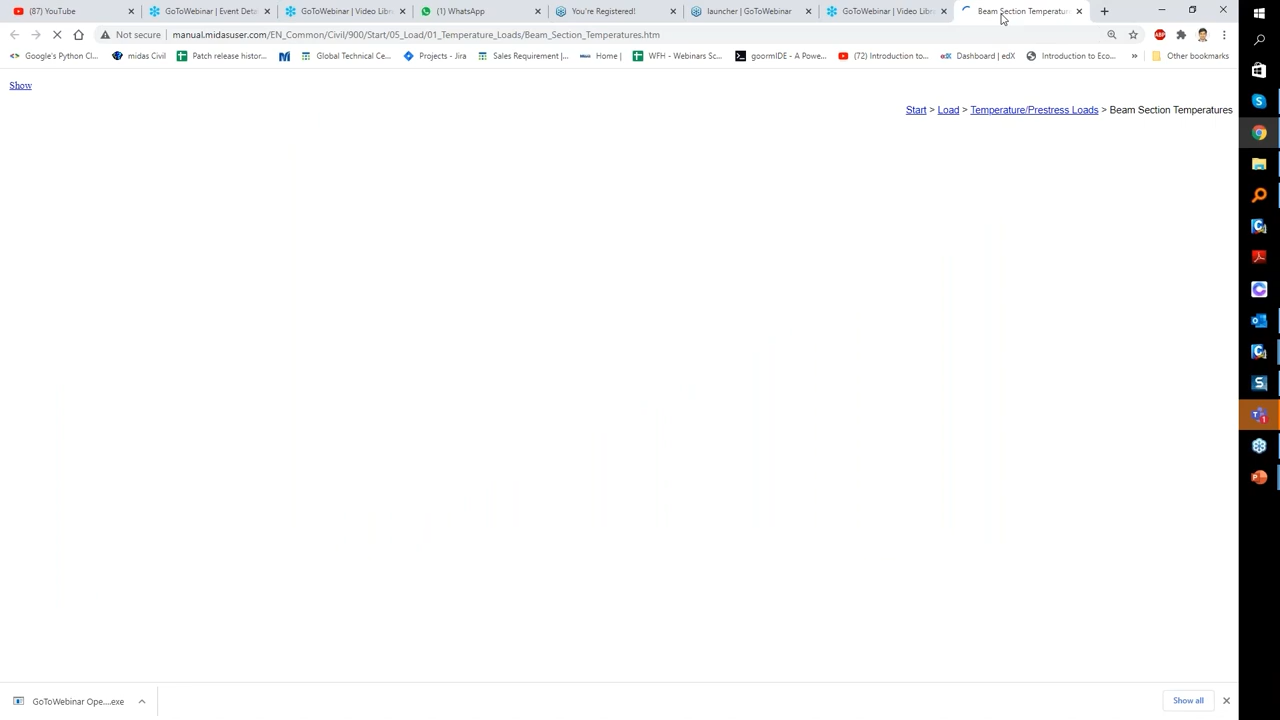 (87) YouTube
GoToWebinar | Event Deta
GoToWebinar | Video Libr
(1) WhatsApp
You're Registered!
launcher | GoToWebinar
GoToWebinar | Video Libr
Beam Section Temperatur
Not secure
manual.midasuser.com/EN_Common/Civil/900/Start/05_Load/01_Temperature_Loads/Beam_Section_Temperatures.htm
Google's Python Cl...
midas Civil
Patch release histor...
Global Technical Ce...
Projects - Jira
Sales Requirement |...
Home |
WFH - Webinars Sc...
goormIDE - A Powe...
(72) Introduction to...
Dashboard | edX
Introduction to Eco...
»
Other bookmarks
Show
Start > Load > Temperature/Prestress Loads > Beam Section Temperatures
GoToWebinar Ope....exe
Show all